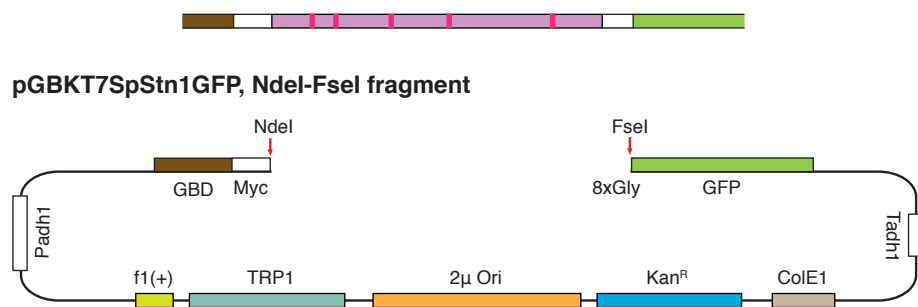 pGBKT7SpStn1GFP, NdeI-FseI fragment
NdeI
FseI
GBD
Myc
8xGly
GFP
Padh1
Tadh1
f1(+)
TRP1
2µ Ori
Kanᴿ
ColE1